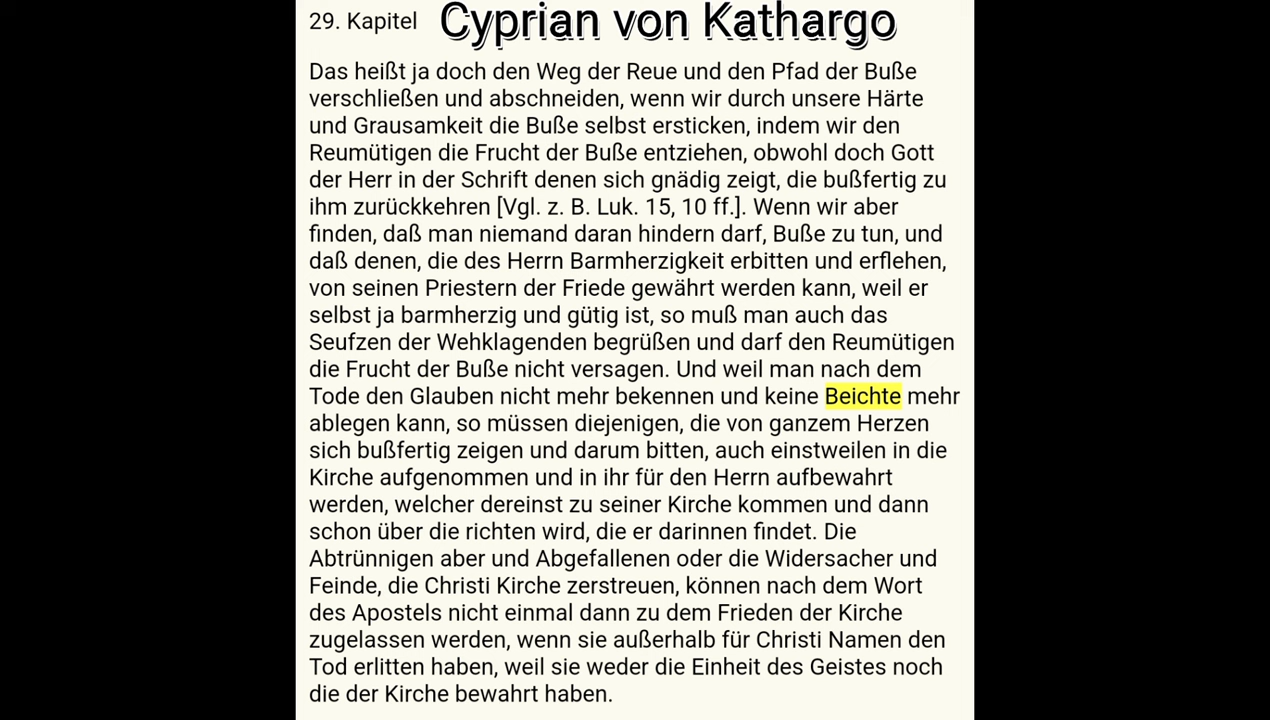 29. Kapitel Cyprian von Kathargo
Das heißt ja doch den Weg der Reue und den Pfad der Buße
verschließen und abschneiden, wenn wir durch unsere Härte
und Grausamkeit die Buße selbst ersticken, indem wir den
Reumütigen die Frucht der Buße entziehen, obwohl doch Gott
der Herr in der Schrift denen sich gnädig zeigt, die bußfertig zu
ihm zurückkehren [Vgl. z. B. Luk. 15, 10 ff.]. Wenn wir aber
finden, daß man niemand daran hindern darf, Buße zu tun, und
daß denen, die des Herrn Barmherzigkeit erbitten und erflehen,
von seinen Priestern der Friede gewährt werden kann, weil er
selbst ja barmherzig und gütig ist, so muß man auch das
Seufzen der Wehklagenden begrüßen und darf den Reumütigen
die Frucht der Buße nicht versagen. Und weil man nach dem
Tode den Glauben nicht mehr bekennen und keine Beichte mehr
ablegen kann, so müssen diejenigen, die von ganzem Herzen
sich bußfertig zeigen und darum bitten, auch einstweilen in die
Kirche aufgenommen und in ihr für den Herrn aufbewahrt
werden, welcher dereinst zu seiner Kirche kommen und dann
schon über die richten wird, die er darinnen findet. Die
Abtrünnigen aber und Abgefallenen oder die Widersacher und
Feinde, die Christi Kirche zerstreuen, können nach dem Wort
des Apostels nicht einmal dann zu dem Frieden der Kirche
zugelassen werden, wenn sie außerhalb für Christi Namen den
Tod erlitten haben, weil sie weder die Einheit des Geistes noch
die der Kirche bewahrt haben.